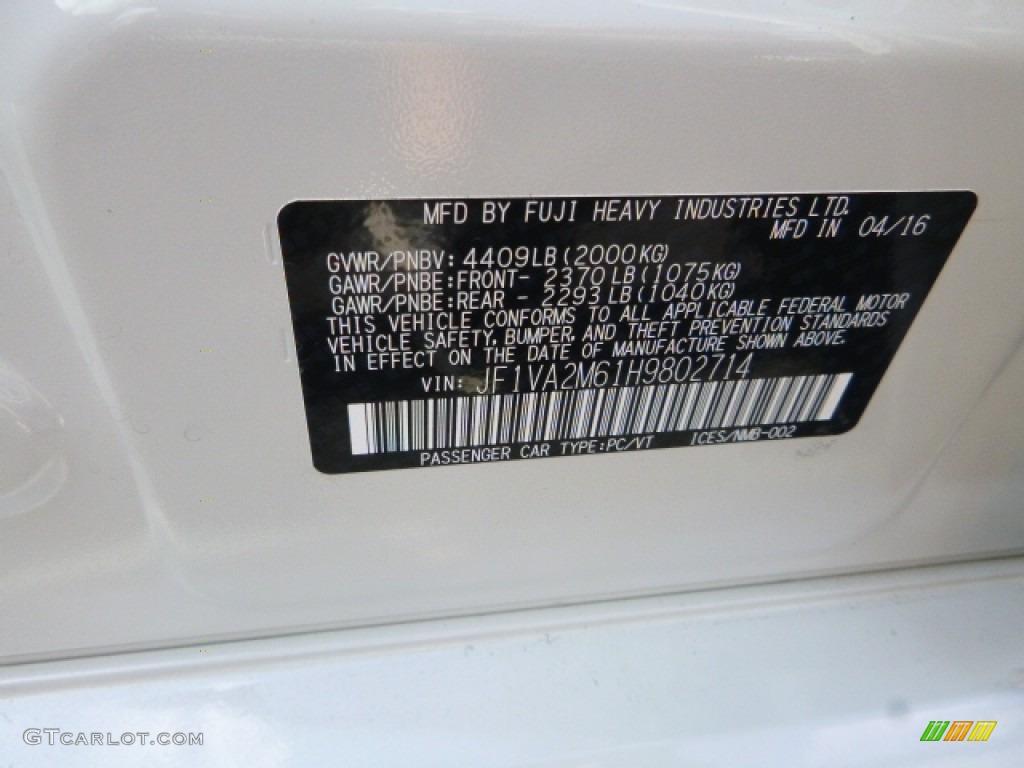 MFD BY FUJI HEAVY INDUSTRIES LTD.
MFD IN 04/16
GVWR/PNBV: 4409LB (2000KG)
GAWR/PNBE: FRONT- 2370LB (1075KG)
GAWR/PNBE: REAR - 2293LB (1040KG)
THIS VEHICLE CONFORMS TO ALL APPLICABLE FEDERAL MOTOR
VEHICLE SAFETY, BUMPER, AND THEFT PREVENTION STANDARDS
IN EFFECT ON THE DATE OF MANUFACTURE SHOWN ABOVE.
VIN: JF1VA2M61H9802714
PASSENGER CAR TYPE: PC/VT ICES/NMB-002
GTCARLOT.COM